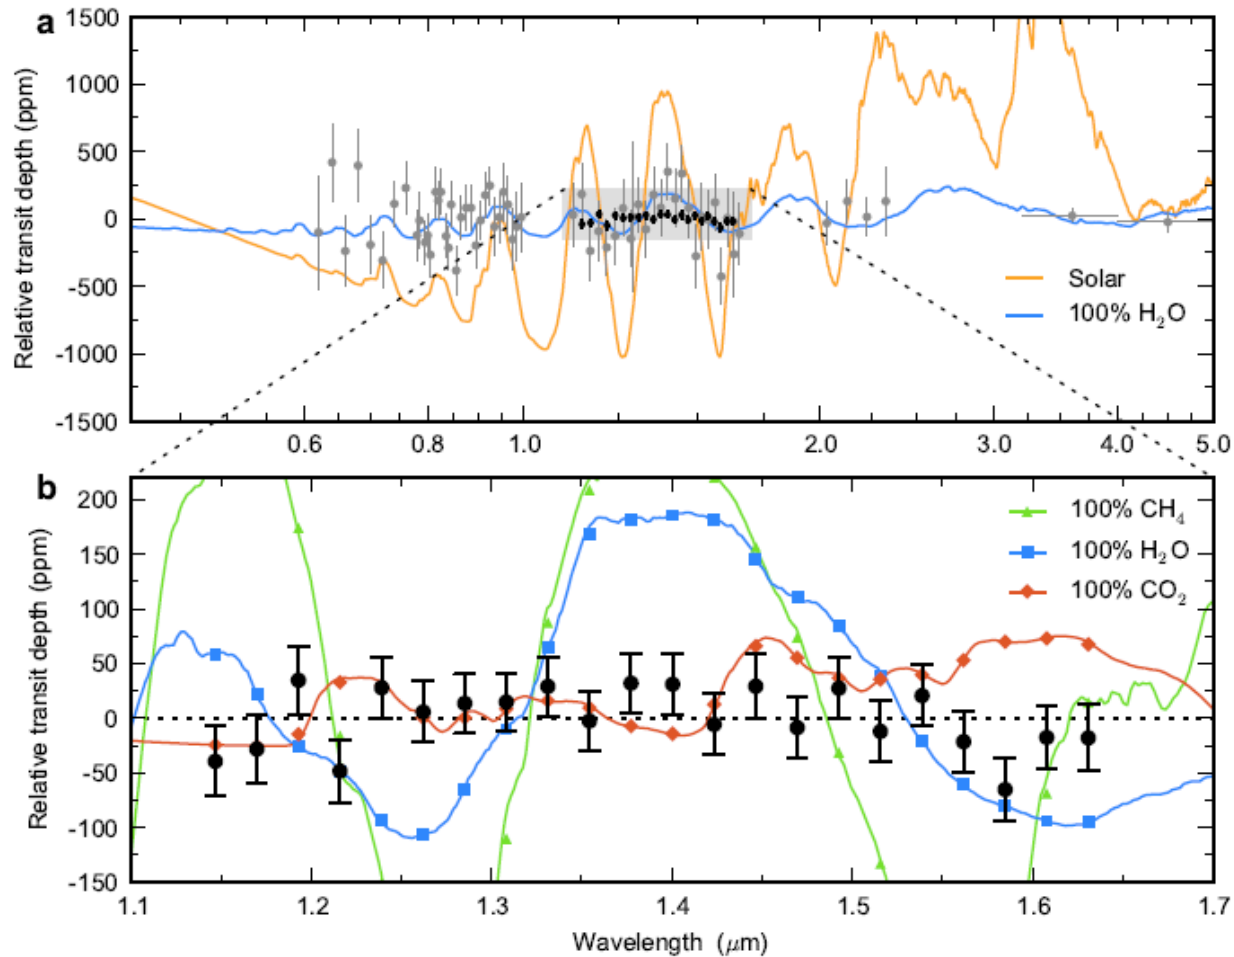 a
Relative transit depth (ppm)
1500
1000
500
0
-500
-1000
-1500
Solar
100% H₂O
0.6 0.8 1.0 2.0 3.0 4.0 5.0
b
Relative transit depth (ppm)
200
150
100
50
0
-50
-100
-150
100% CH₄
100% H₂O
100% CO₂
1.1 1.2 1.3 1.4 1.5 1.6 1.7
Wavelength (μm)